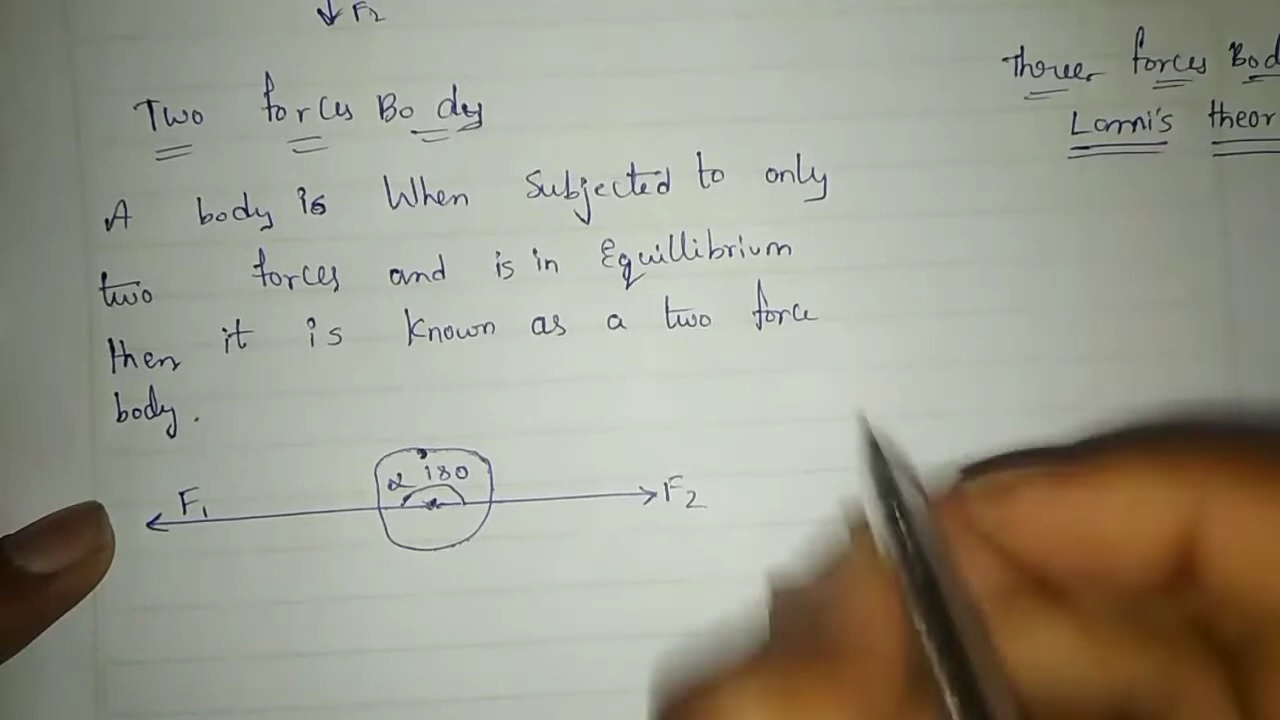 F2
Two forces Body
A body is When Subjected to only
two forces and is in Equillibrium
then it is known as a two force
body.
α 180
F1
F2
forces Bod
Lami's theor